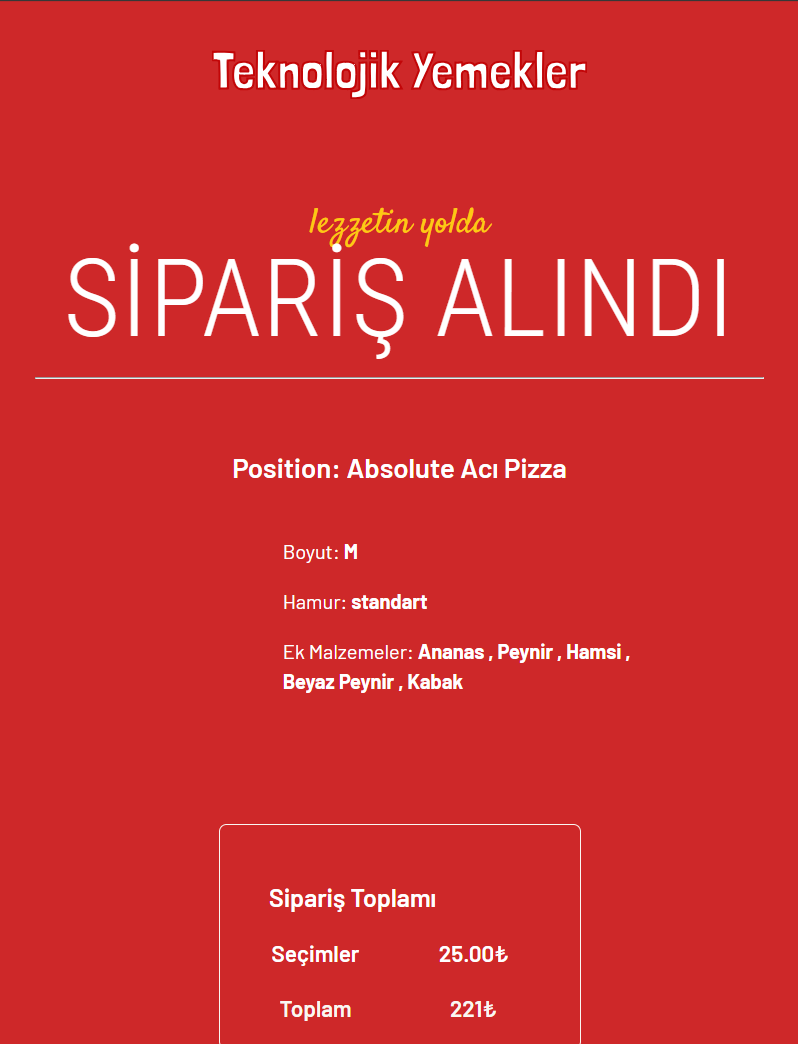 Teknolojik Yemekler
lezzetin yolda
SİPARİŞ ALINDI
Position: Absolute Acı Pizza
Boyut: M
Hamur: standart
Ek Malzemeler: Ananas , Peynir , Hamsi ,
Beyaz Peynir , Kabak
Sipariş Toplamı
Seçimler 25.00₺
Toplam 221₺